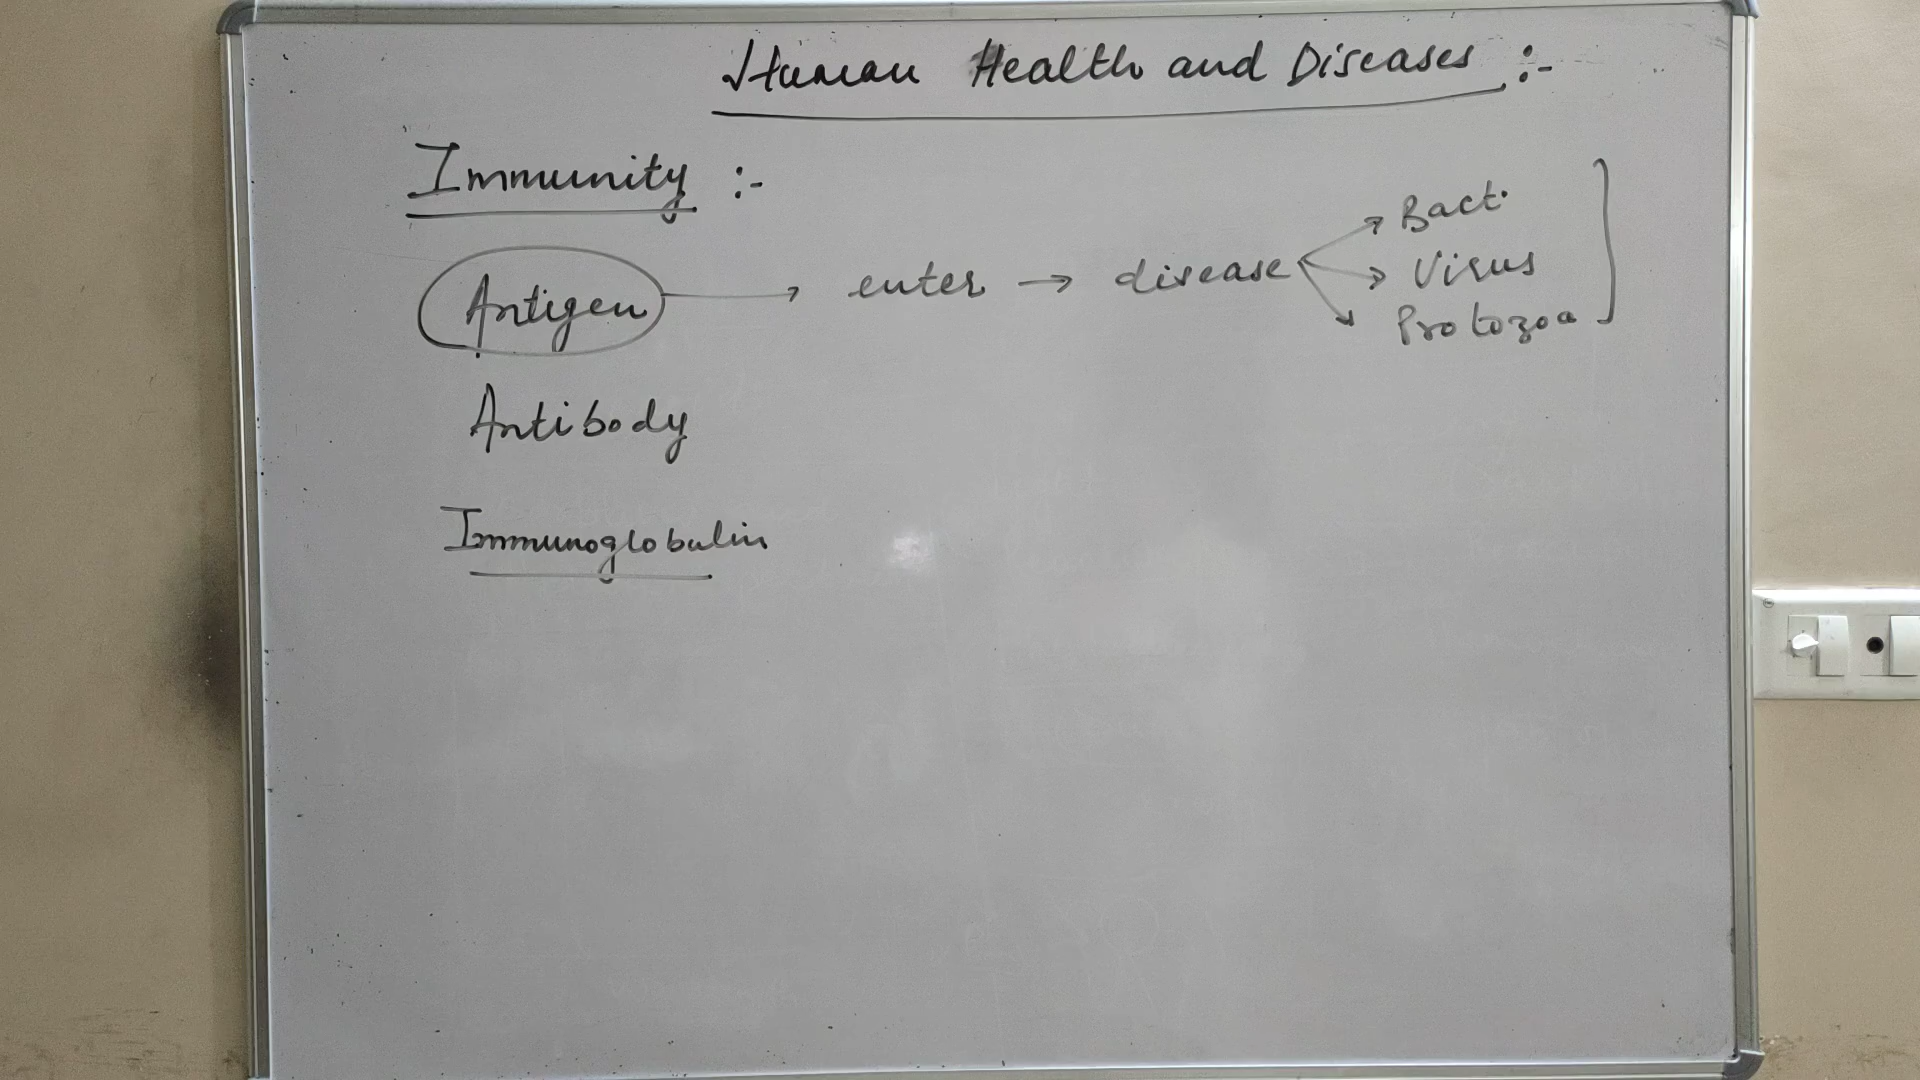 Human Health and Diseases :-
Immunity :-
Antigen → enter → disease → Bact.
→ Virus
→ Protozoa
Antibody
Immunoglobulin